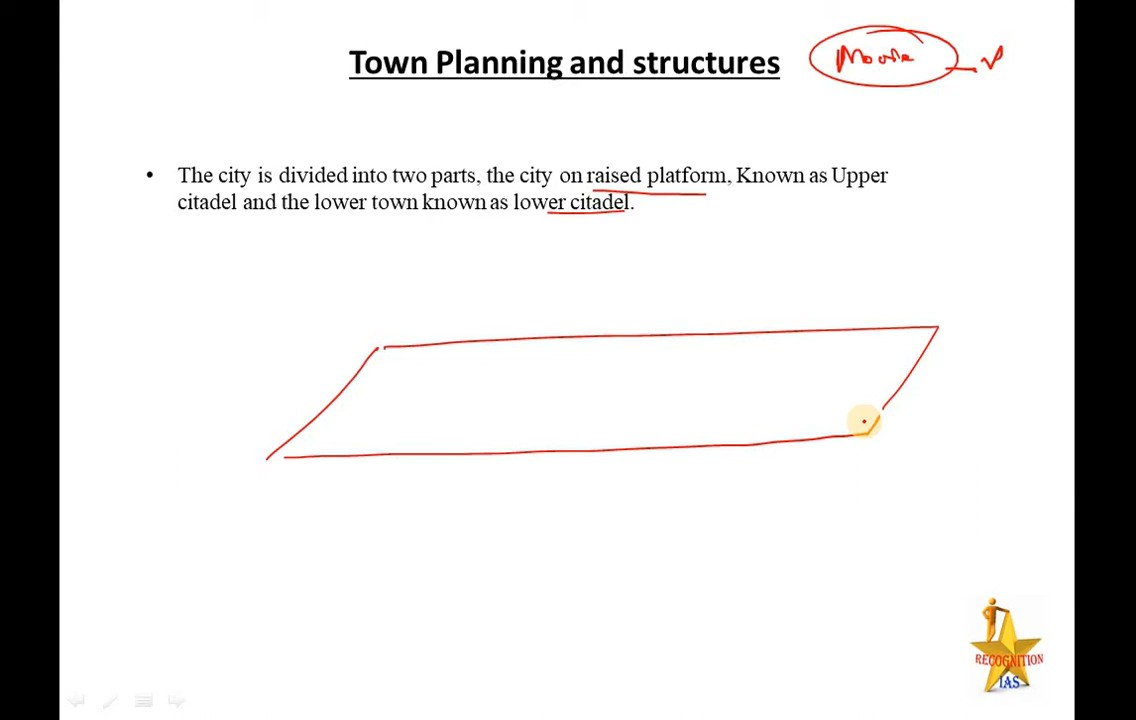 Town Planning and structures
• The city is divided into two parts, the city on raised platform, Known as Upper
citadel and the lower town known as lower citadel.
RECOGNITION
IAS